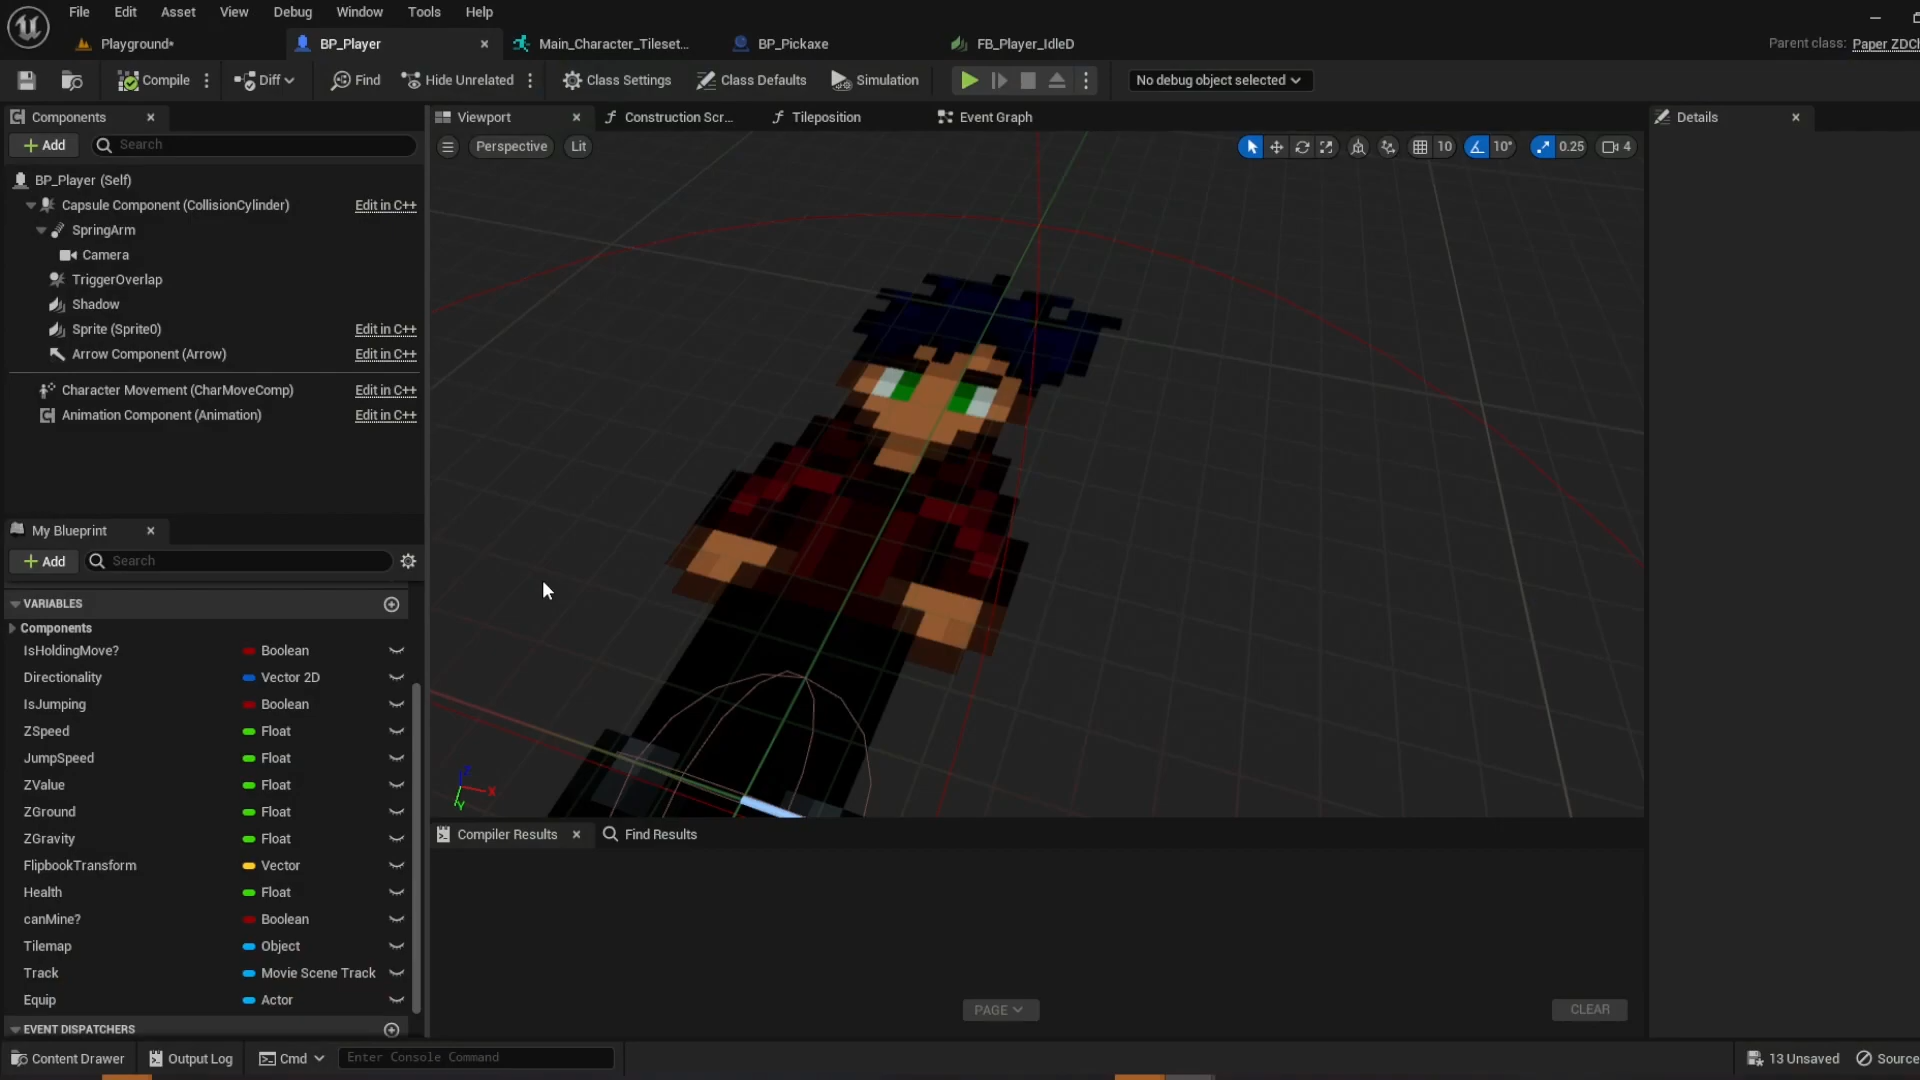 File Edit Asset View Debug Window Tools Help
Playground* BP_Player Main_Character_Tileset... BP_Pickaxe FB_Player_IdleD Parent class: Paper ZDCh
Compile Diff Find Hide Unrelated Class Settings Class Defaults Simulation No debug object selected
Components Viewport Construction Scr... Tileposition Event Graph Details
Add Search Perspective Lit 10 10° 0.25 4
BP_Player (Self)
Capsule Component (CollisionCylinder) Edit in C++
SpringArm
Camera
TriggerOverlap
Shadow
Sprite (Sprite0) Edit in C++
Arrow Component (Arrow) Edit in C++
Character Movement (CharMoveComp) Edit in C++
Animation Component (Animation) Edit in C++
My Blueprint
Add Search
VARIABLES
Components
IsHoldingMove? Boolean
Directionality Vector 2D
IsJumping Boolean
ZSpeed Float
JumpSpeed Float
ZValue Float
ZGround Float
ZGravity Float
FlipbookTransform Vector
Health Float
canMine? Boolean
Tilemap Object
Track Movie Scene Track
Equip Actor
EVENT DISPATCHERS
Z X Y
Compiler Results Find Results
PAGE CLEAR
Content Drawer Output Log Cmd Enter Console Command 13 Unsaved Source